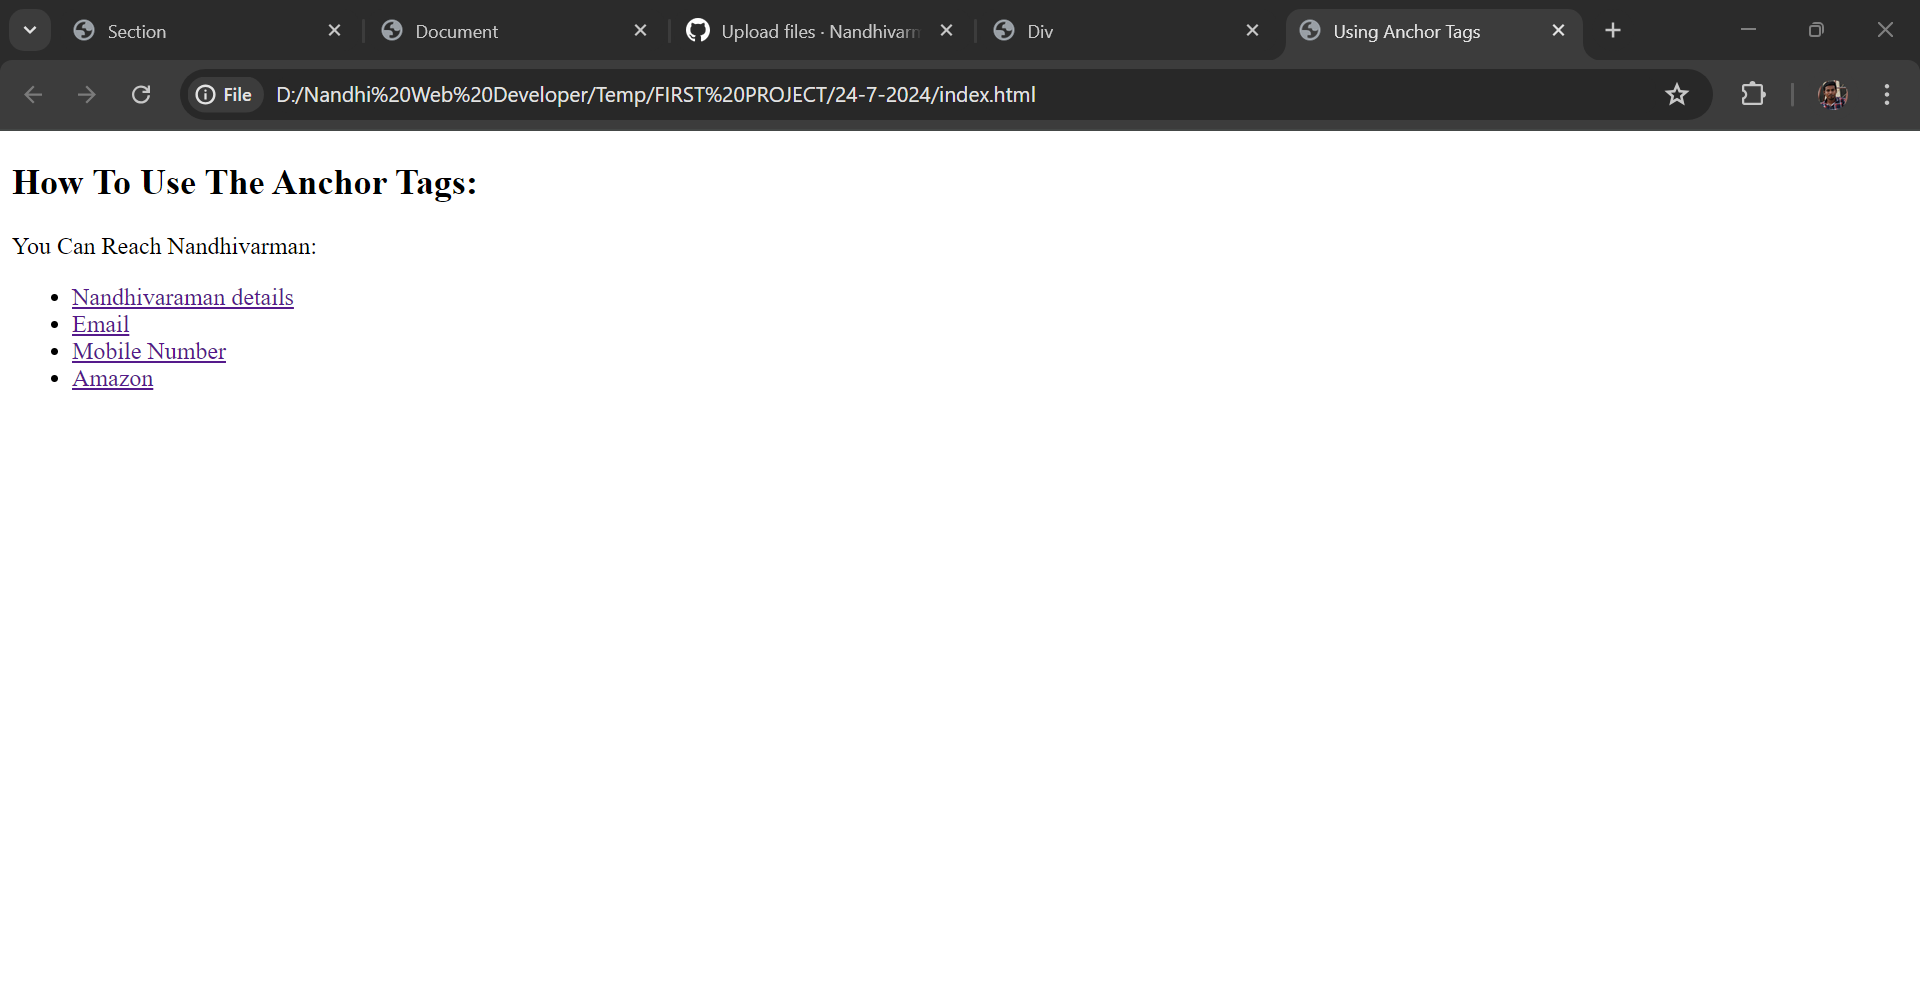 Section
Document
Upload files · Nandhivarn
Div
Using Anchor Tags
File
D:/Nandhi%20Web%20Developer/Temp/FIRST%20PROJECT/24-7-2024/index.html
How To Use The Anchor Tags:
You Can Reach Nandhivarman:
Nandhivaraman details
Email
Mobile Number
Amazon